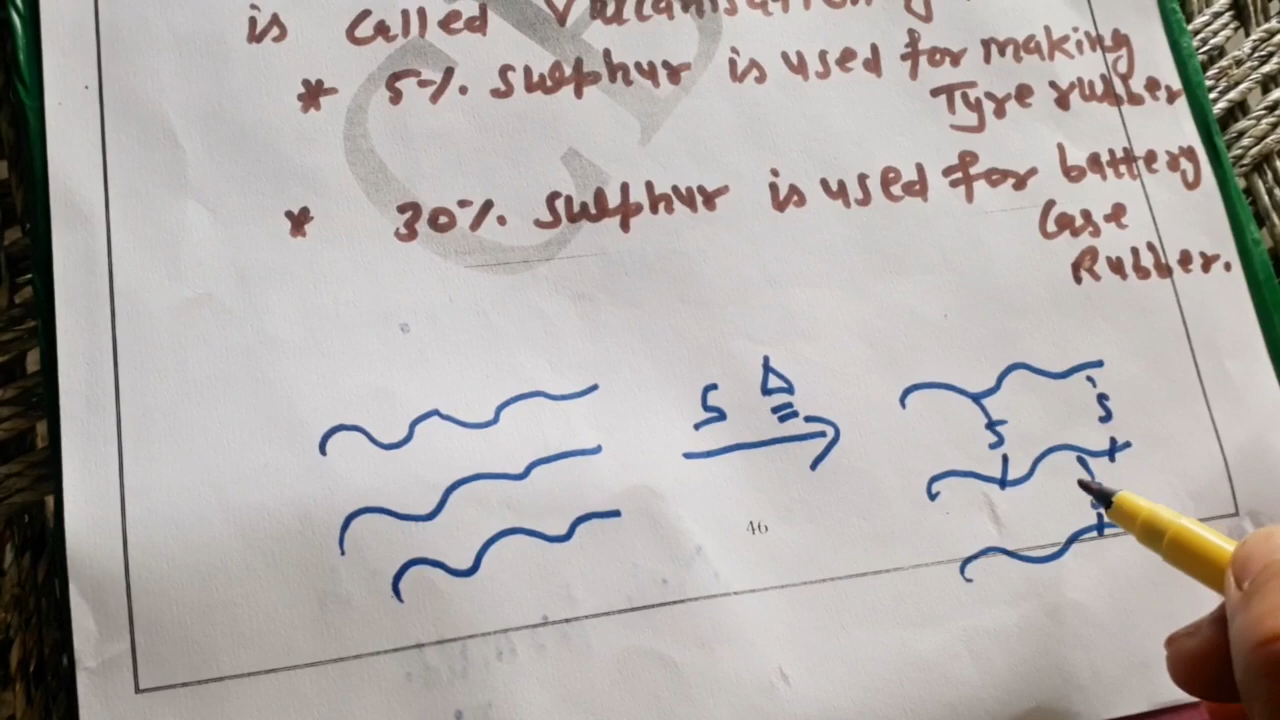 is called Vulcanisation
* 5%. sulphur is used for making
Tyre rubber
* 30%. sulphur is used for battery
Case
Rubber.
S Δ
S
S
46